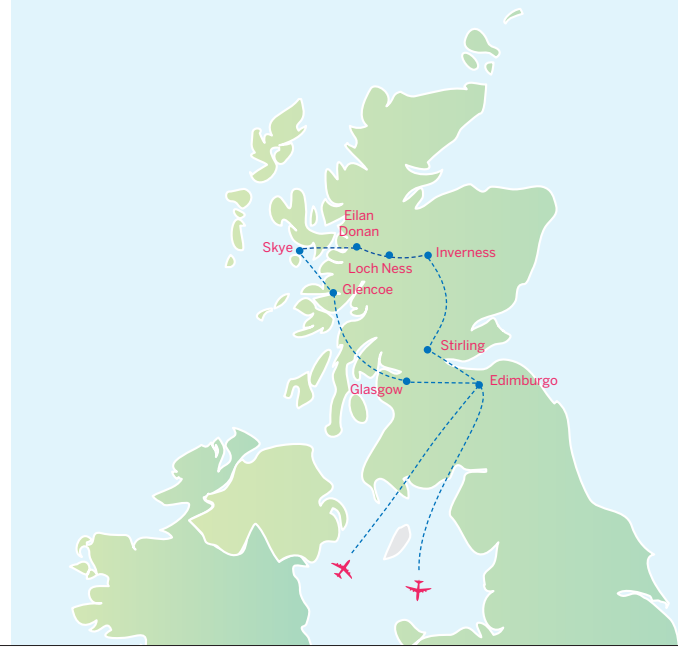 Eilan
Donan
Skye
Inverness
Loch Ness
Glencoe
Stirling
Edimburgo
Glasgow